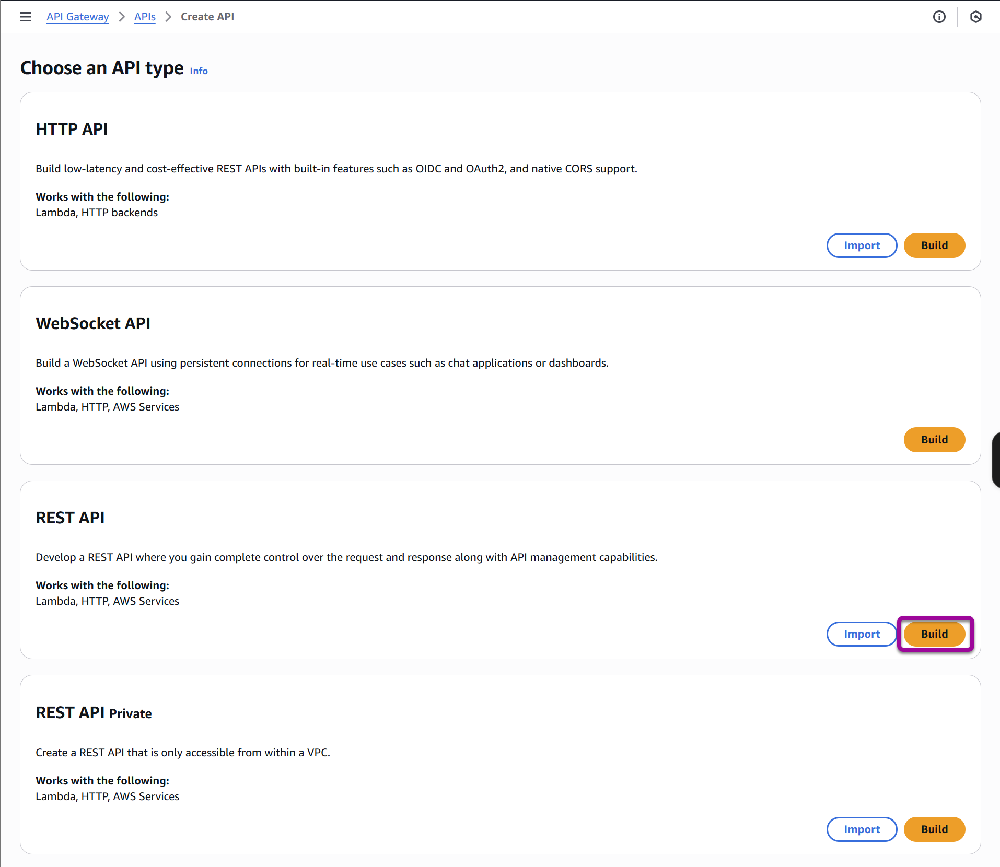 API Gateway > APIs > Create API
Choose an API type Info
HTTP API
Build low-latency and cost-effective REST APIs with built-in features such as OIDC and OAuth2, and native CORS support.
Works with the following:
Lambda, HTTP backends
Import Build
WebSocket API
Build a WebSocket API using persistent connections for real-time use cases such as chat applications or dashboards.
Works with the following:
Lambda, HTTP, AWS Services
Build
REST API
Develop a REST API where you gain complete control over the request and response along with API management capabilities.
Works with the following:
Lambda, HTTP, AWS Services
Import Build
REST API Private
Create a REST API that is only accessible from within a VPC.
Works with the following:
Lambda, HTTP, AWS Services
Import Build